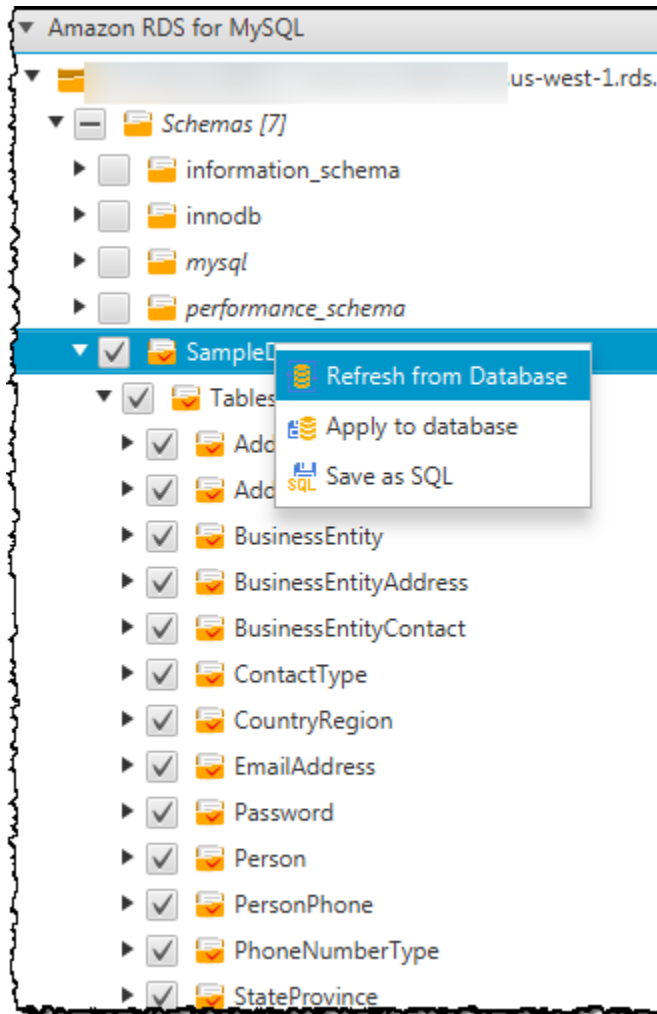 Amazon RDS for MySQL
.us-west-1.rds.
Schemas [7]
information_schema
innodb
mysql
performance_schema
SampleD
Refresh from Database
Tables
Apply to database
Add
Save as SQL
Add
BusinessEntity
BusinessEntityAddress
BusinessEntityContact
ContactType
CountryRegion
EmailAddress
Password
Person
PersonPhone
PhoneNumberType
StateProvince